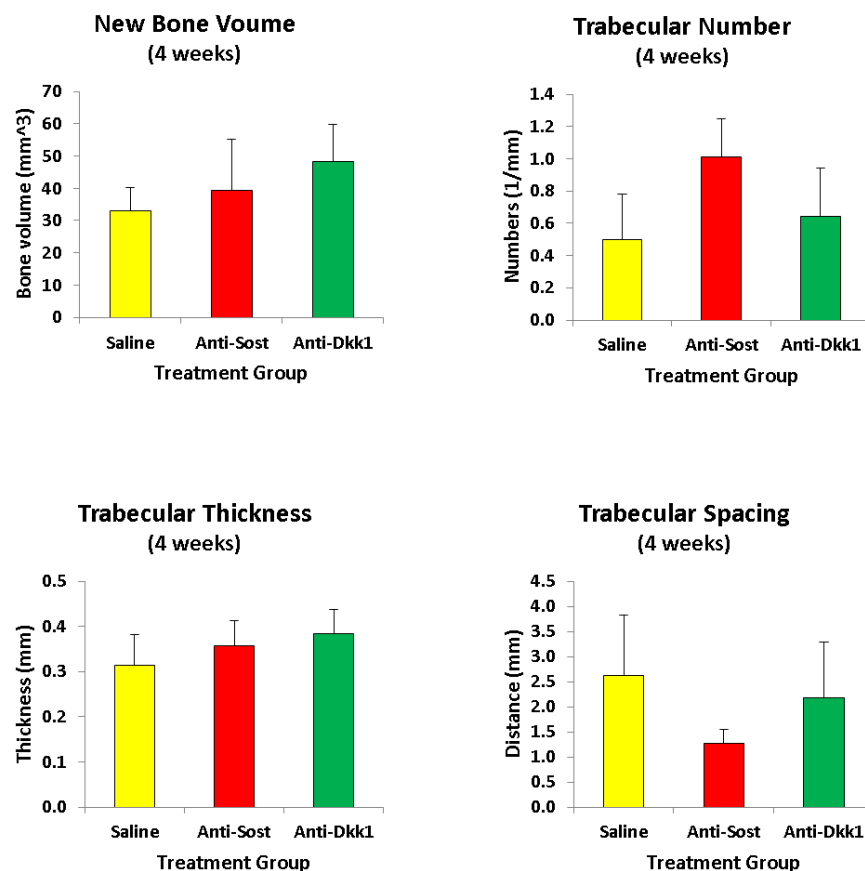 New Bone Voume
(4 weeks)
Bone volume (mm^3)
70
60
50
40
30
20
10
0
Saline Anti-Sost Anti-Dkk1
Treatment Group
Trabecular Number
(4 weeks)
Numbers (1/mm)
1.4
1.2
1.0
0.8
0.6
0.4
0.2
0.0
Saline Anti-Sost Anti-Dkk1
Treatment Group
Trabecular Thickness
(4 weeks)
Thickness (mm)
0.5
0.4
0.3
0.2
0.1
0.0
Saline Anti-Sost Anti-Dkk1
Treatment Group
Trabecular Spacing
(4 weeks)
Distance (mm)
4.5
4.0
3.5
3.0
2.5
2.0
1.5
1.0
0.5
0.0
Saline Anti-Sost Anti-Dkk1
Treatment Group